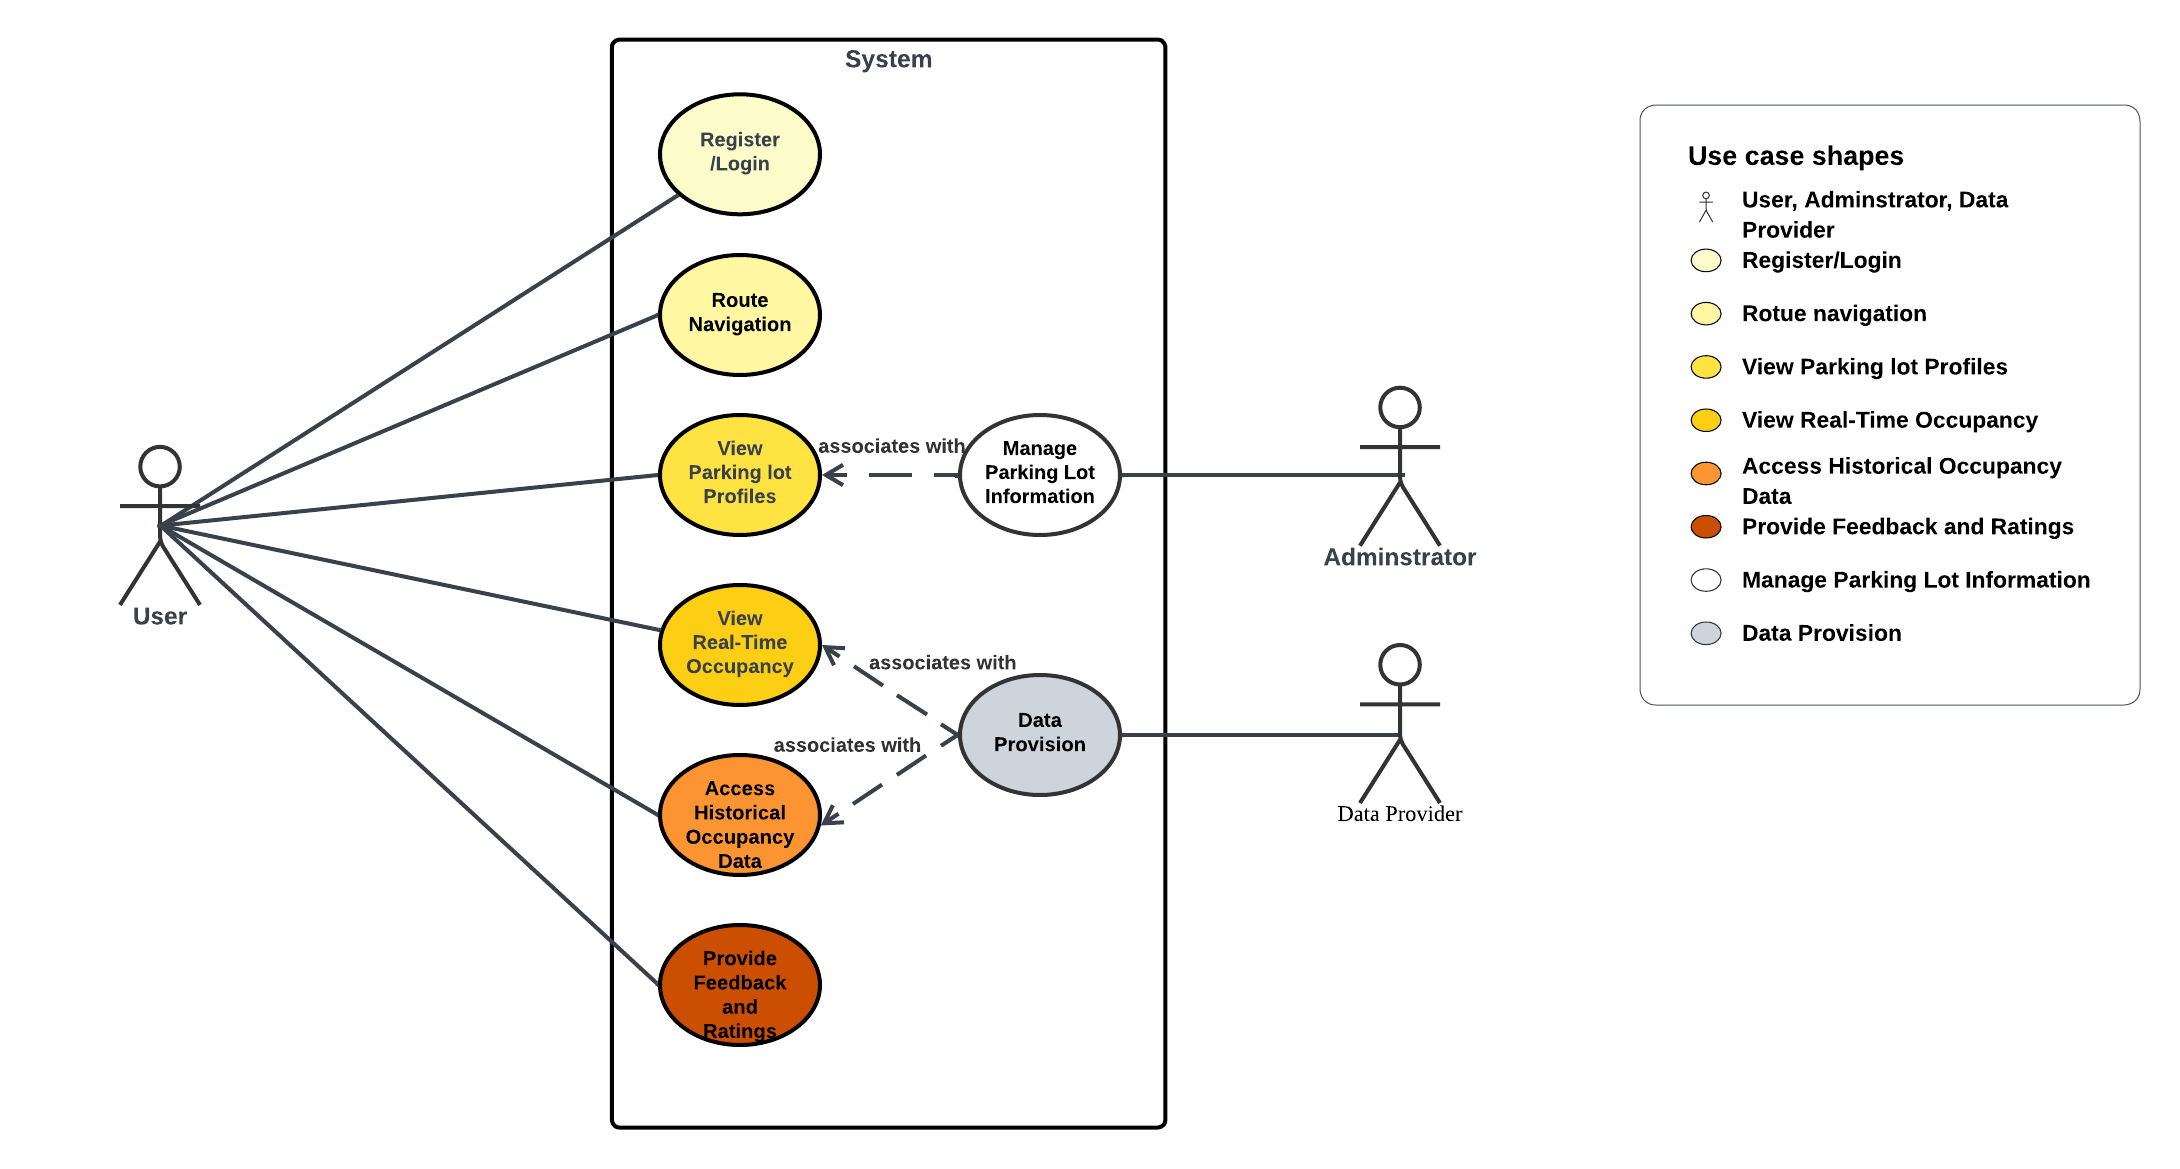 System
Register
/Login
Route
Navigation
View
Parking lot
Profiles
associates with
Manage
Parking Lot
Information
Adminstrator
User
View
Real-Time
Occupancy
associates with
Data
Provision
associates with
Data Provider
Access
Historical
Occupancy
Data
Provide
Feedback
and
Ratings
Use case shapes
User, Adminstrator, Data
Provider
Register/Login
Rotue navigation
View Parking lot Profiles
View Real-Time Occupancy
Access Historical Occupancy
Data
Provide Feedback and Ratings
Manage Parking Lot Information
Data Provision